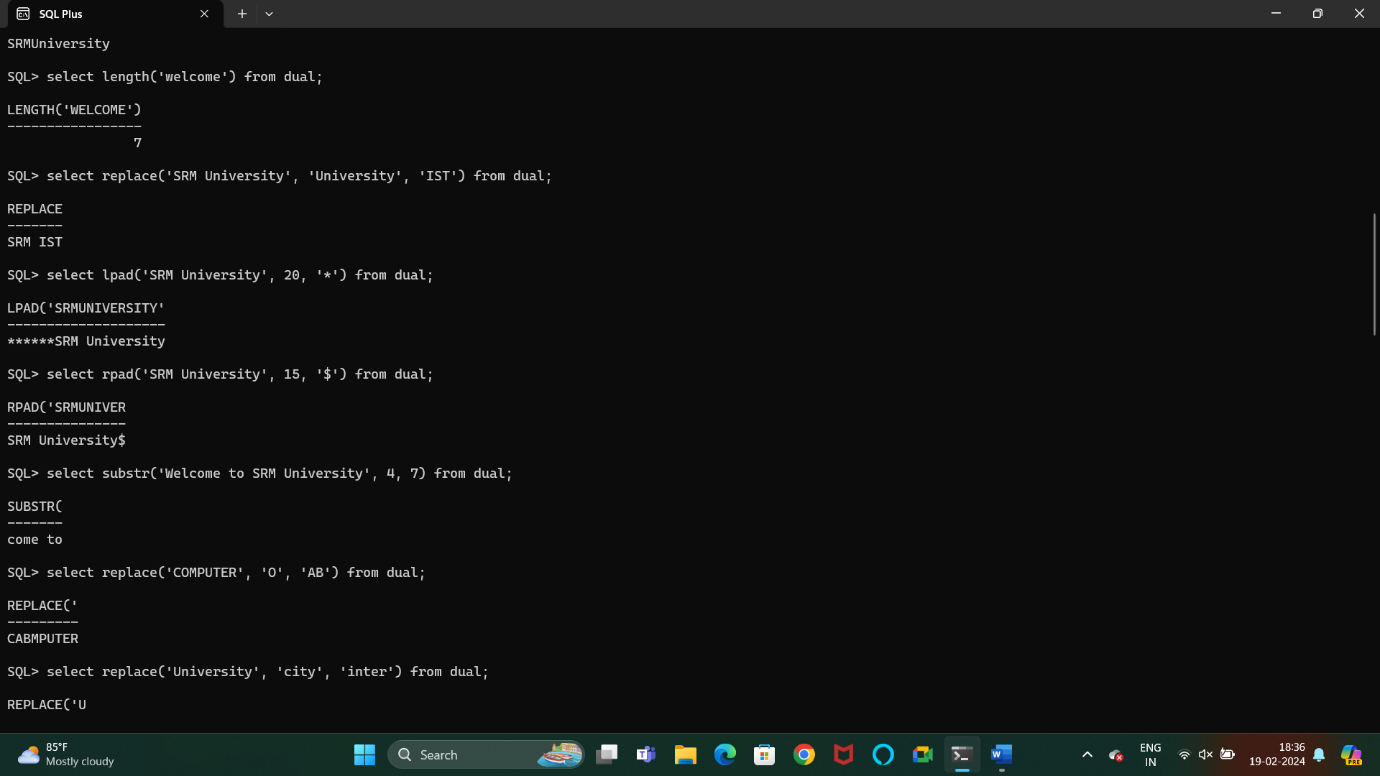 SQL Plus
SRMUniversity
SQL> select length('welcome') from dual;
LENGTH('WELCOME')
-----------------
7
SQL> select replace('SRM University', 'University', 'IST') from dual;
REPLACE
-------
SRM IST
SQL> select lpad('SRM University', 20, '*') from dual;
LPAD('SRMUNIVERSITY'
--------------------
******SRM University
SQL> select rpad('SRM University', 15, '$') from dual;
RPAD('SRMUNIVER
---------------
SRM University$
SQL> select substr('Welcome to SRM University', 4, 7) from dual;
SUBSTR(
-------
come to
SQL> select replace('COMPUTER', 'O', 'AB') from dual;
REPLACE('
---------
CABMPUTER
SQL> select replace('University', 'city', 'inter') from dual;
REPLACE('U
85°F
Mostly cloudy
Search
ENG
IN
18:36
19-02-2024
PRE